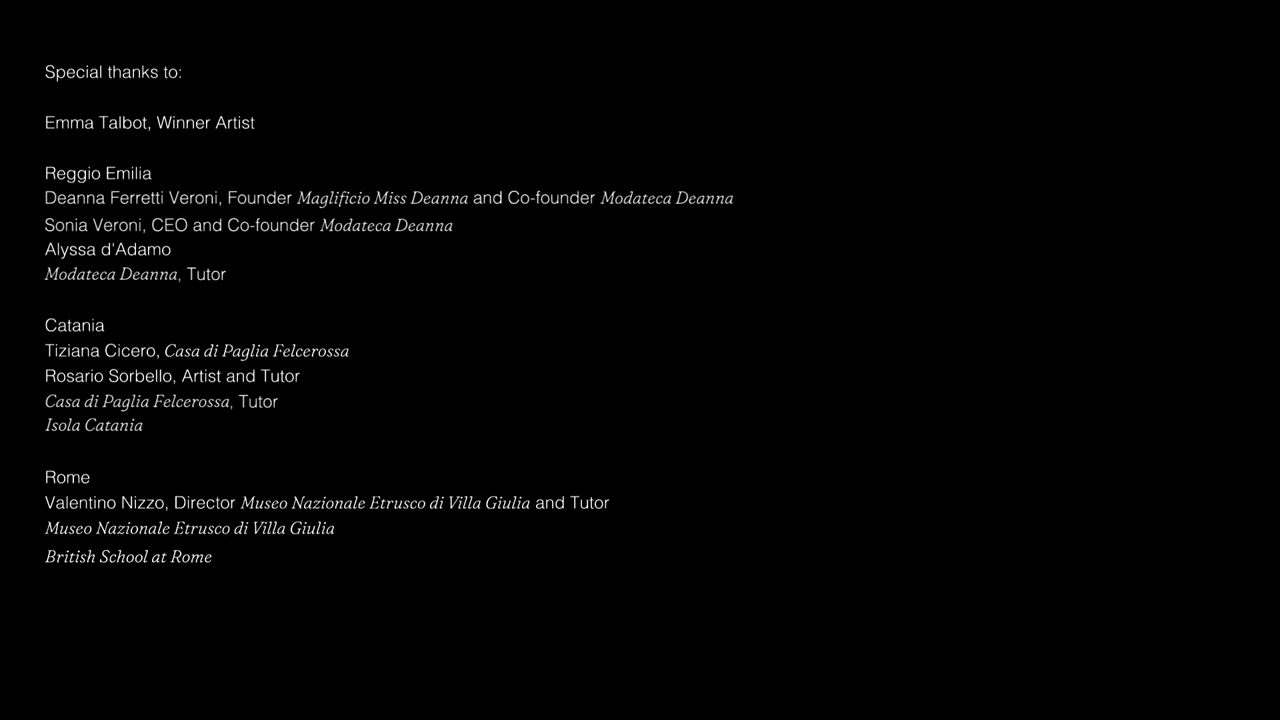 Special thanks to:
Emma Talbot, Winner Artist
Reggio Emilia
Deanna Ferretti Veroni, Founder Maglificio Miss Deanna and Co-founder Modateca Deanna
Sonia Veroni, CEO and Co-founder Modateca Deanna
Alyssa d'Adamo
Modateca Deanna, Tutor
Catania
Tiziana Cicero, Casa di Paglia Felcerossa
Rosario Sorbello, Artist and Tutor
Casa di Paglia Felcerossa, Tutor
Isola Catania
Rome
Valentino Nizzo, Director Museo Nazionale Etrusco di Villa Giulia and Tutor
Museo Nazionale Etrusco di Villa Giulia
British School at Rome